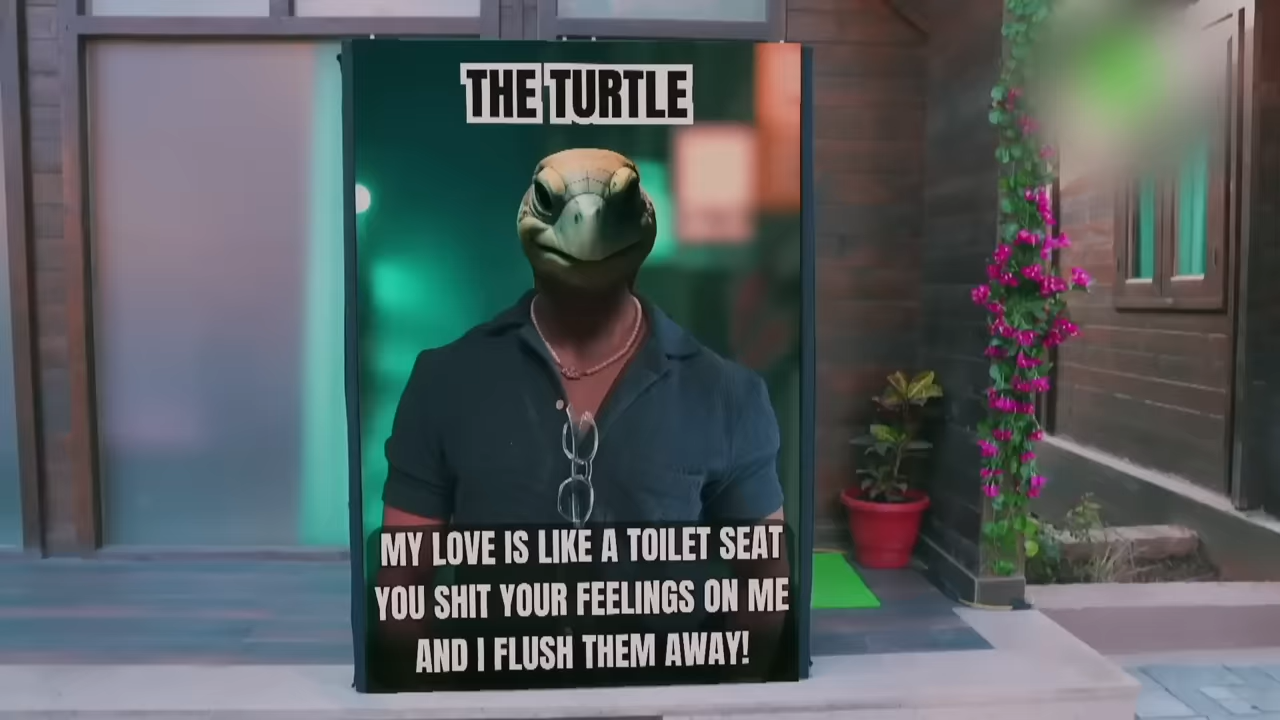 THE TURTLE
MY LOVE IS LIKE A TOILET SEAT
YOU SHIT YOUR FEELINGS ON ME
AND I FLUSH THEM AWAY!